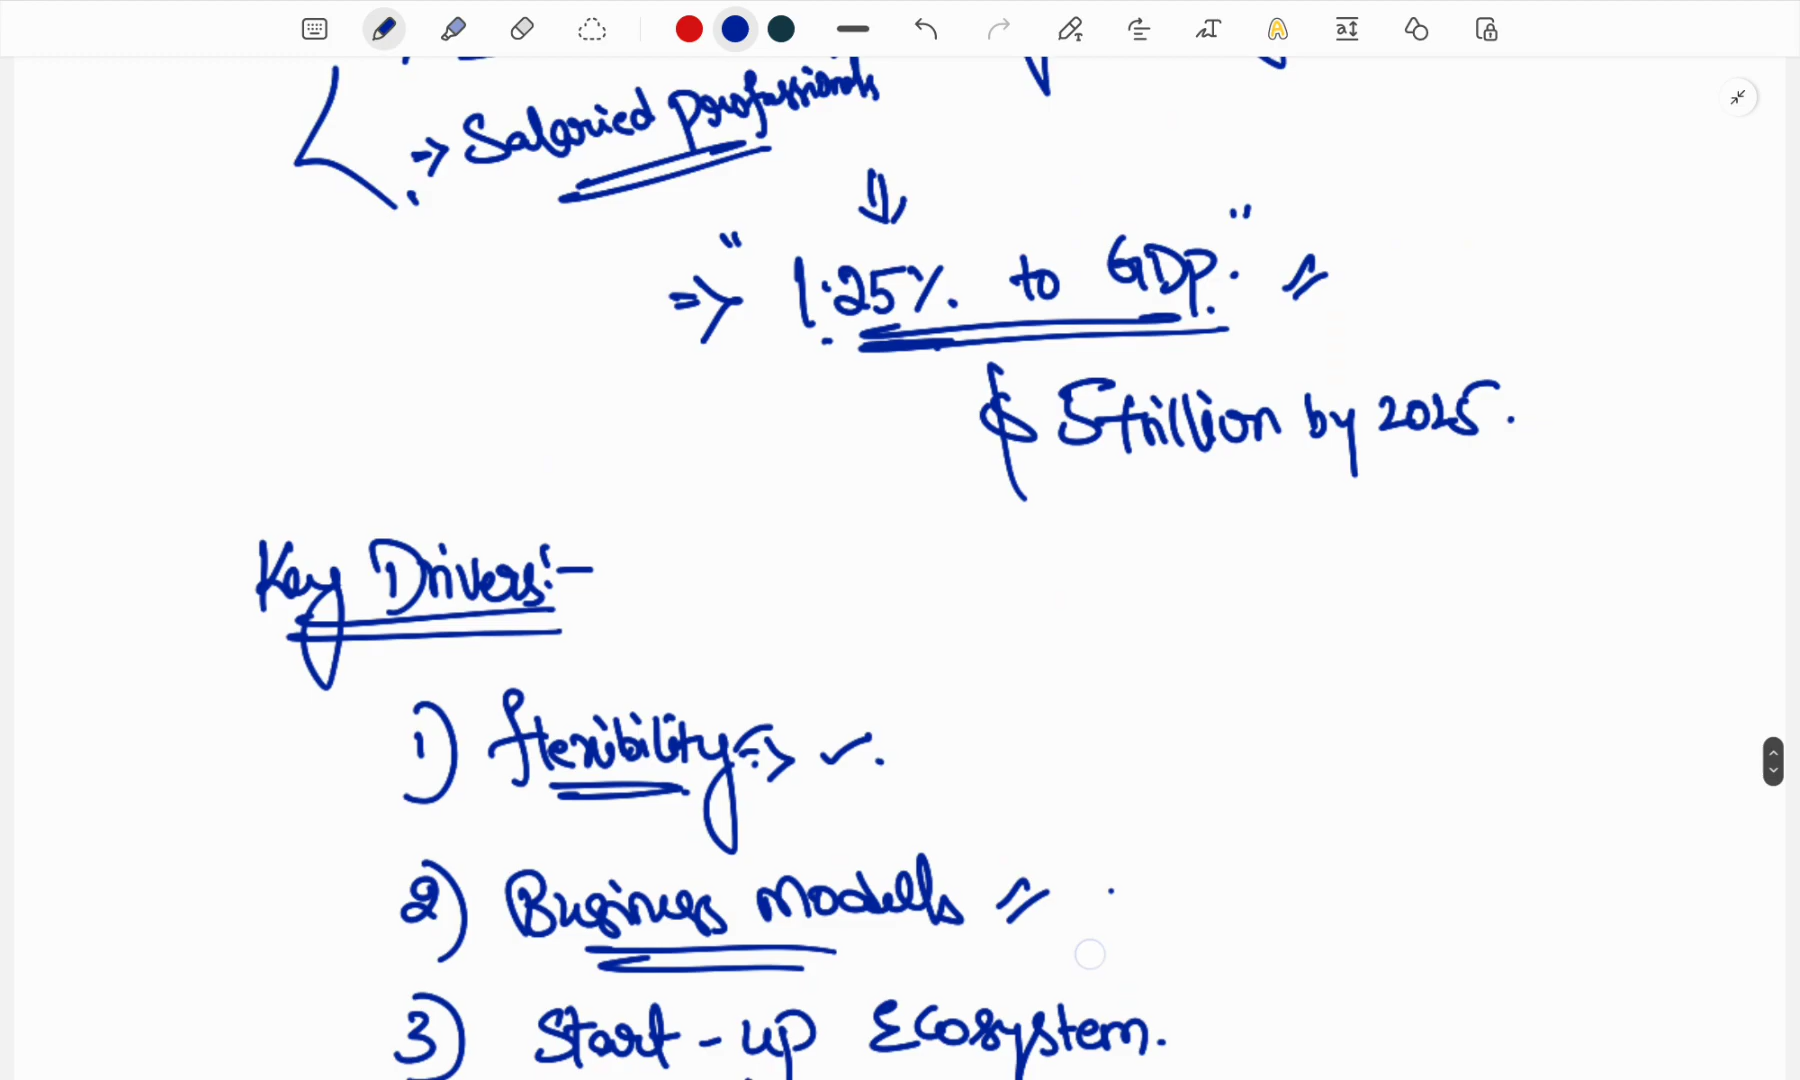 => Salaried Professionals
=> "1.25% to GDP."
$ 5 trillion by 2025.
Key Drivers:-
1) flexibility => ✓.
2) Business Modells
3) Start-up Ecosystem.